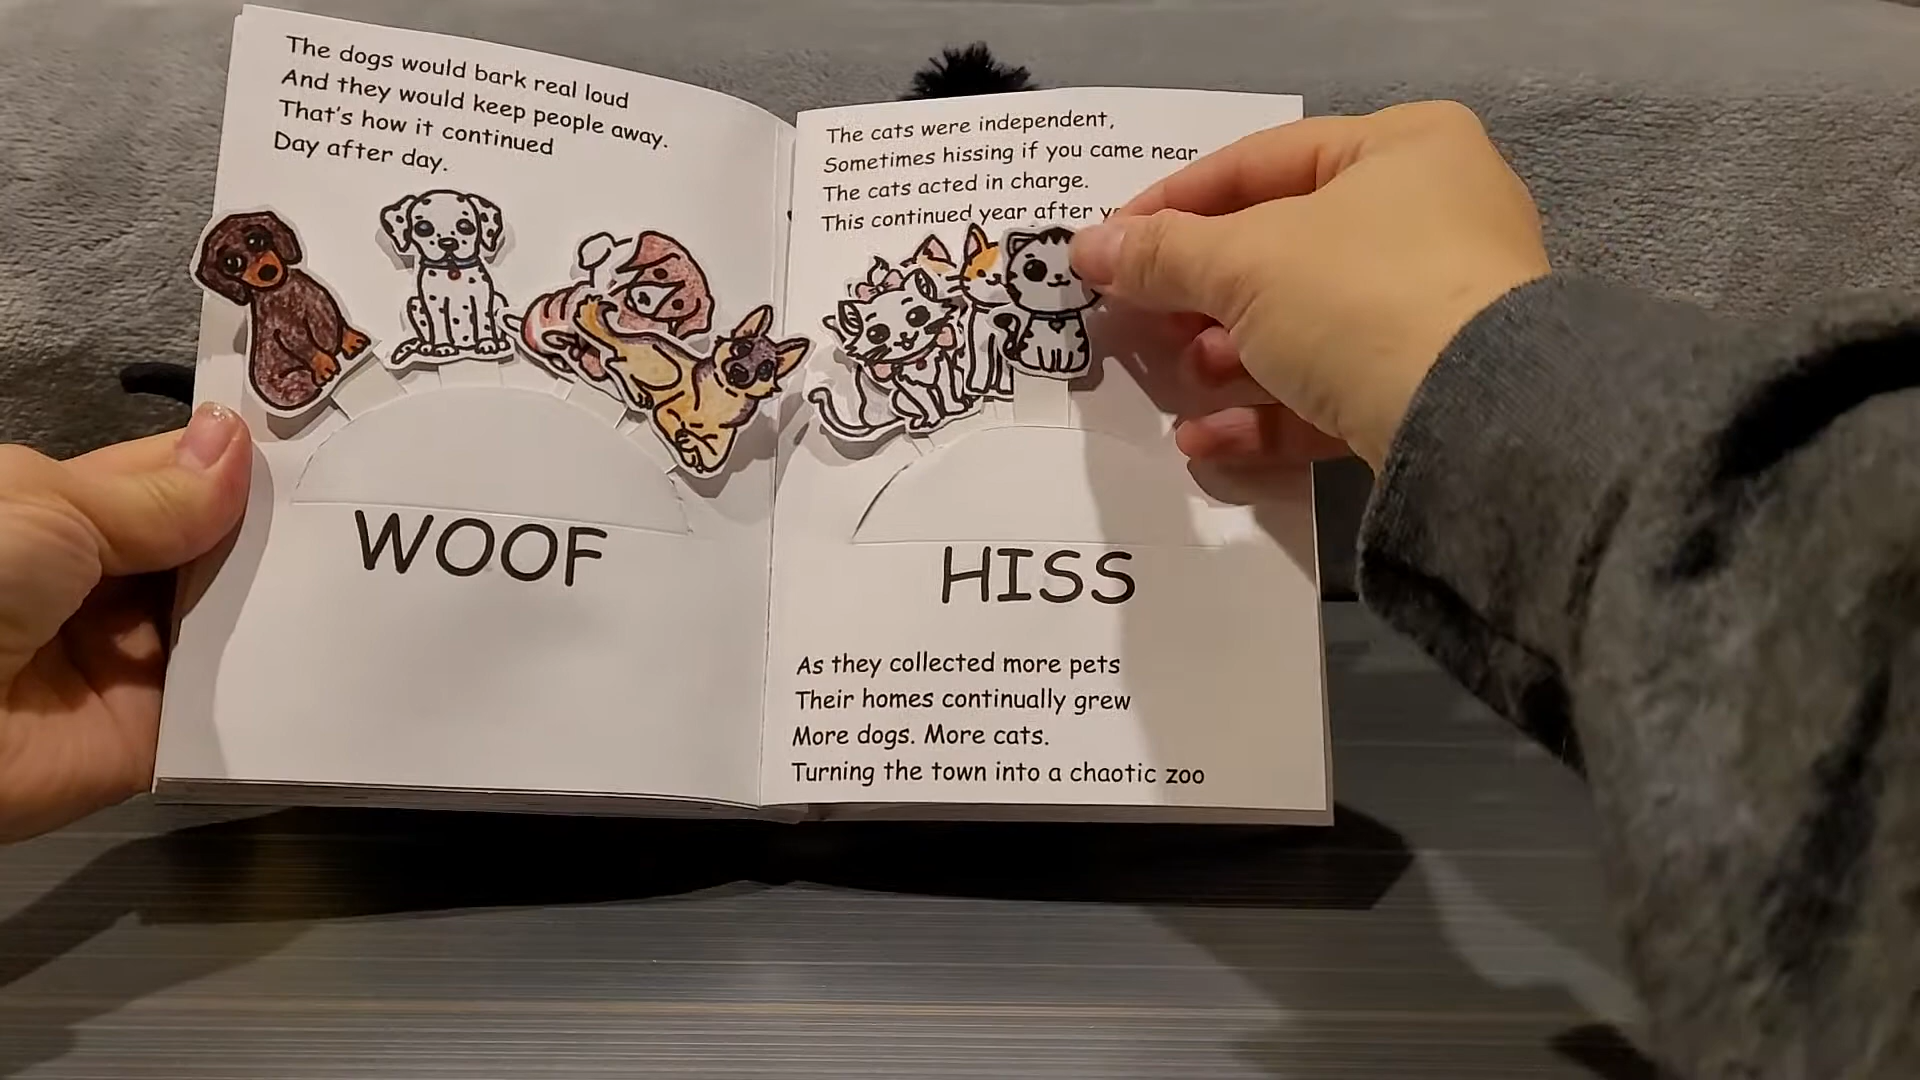 The dogs would bark real loud
And they would keep people away.
That's how it continued
Day after day.
WOOF
The cats were independent,
Sometimes hissing if you came near
The cats acted in charge.
This continued year after
HISS
As they collected more pets
Their homes continually grew
More dogs. More cats.
Turning the town into a chaotic zoo